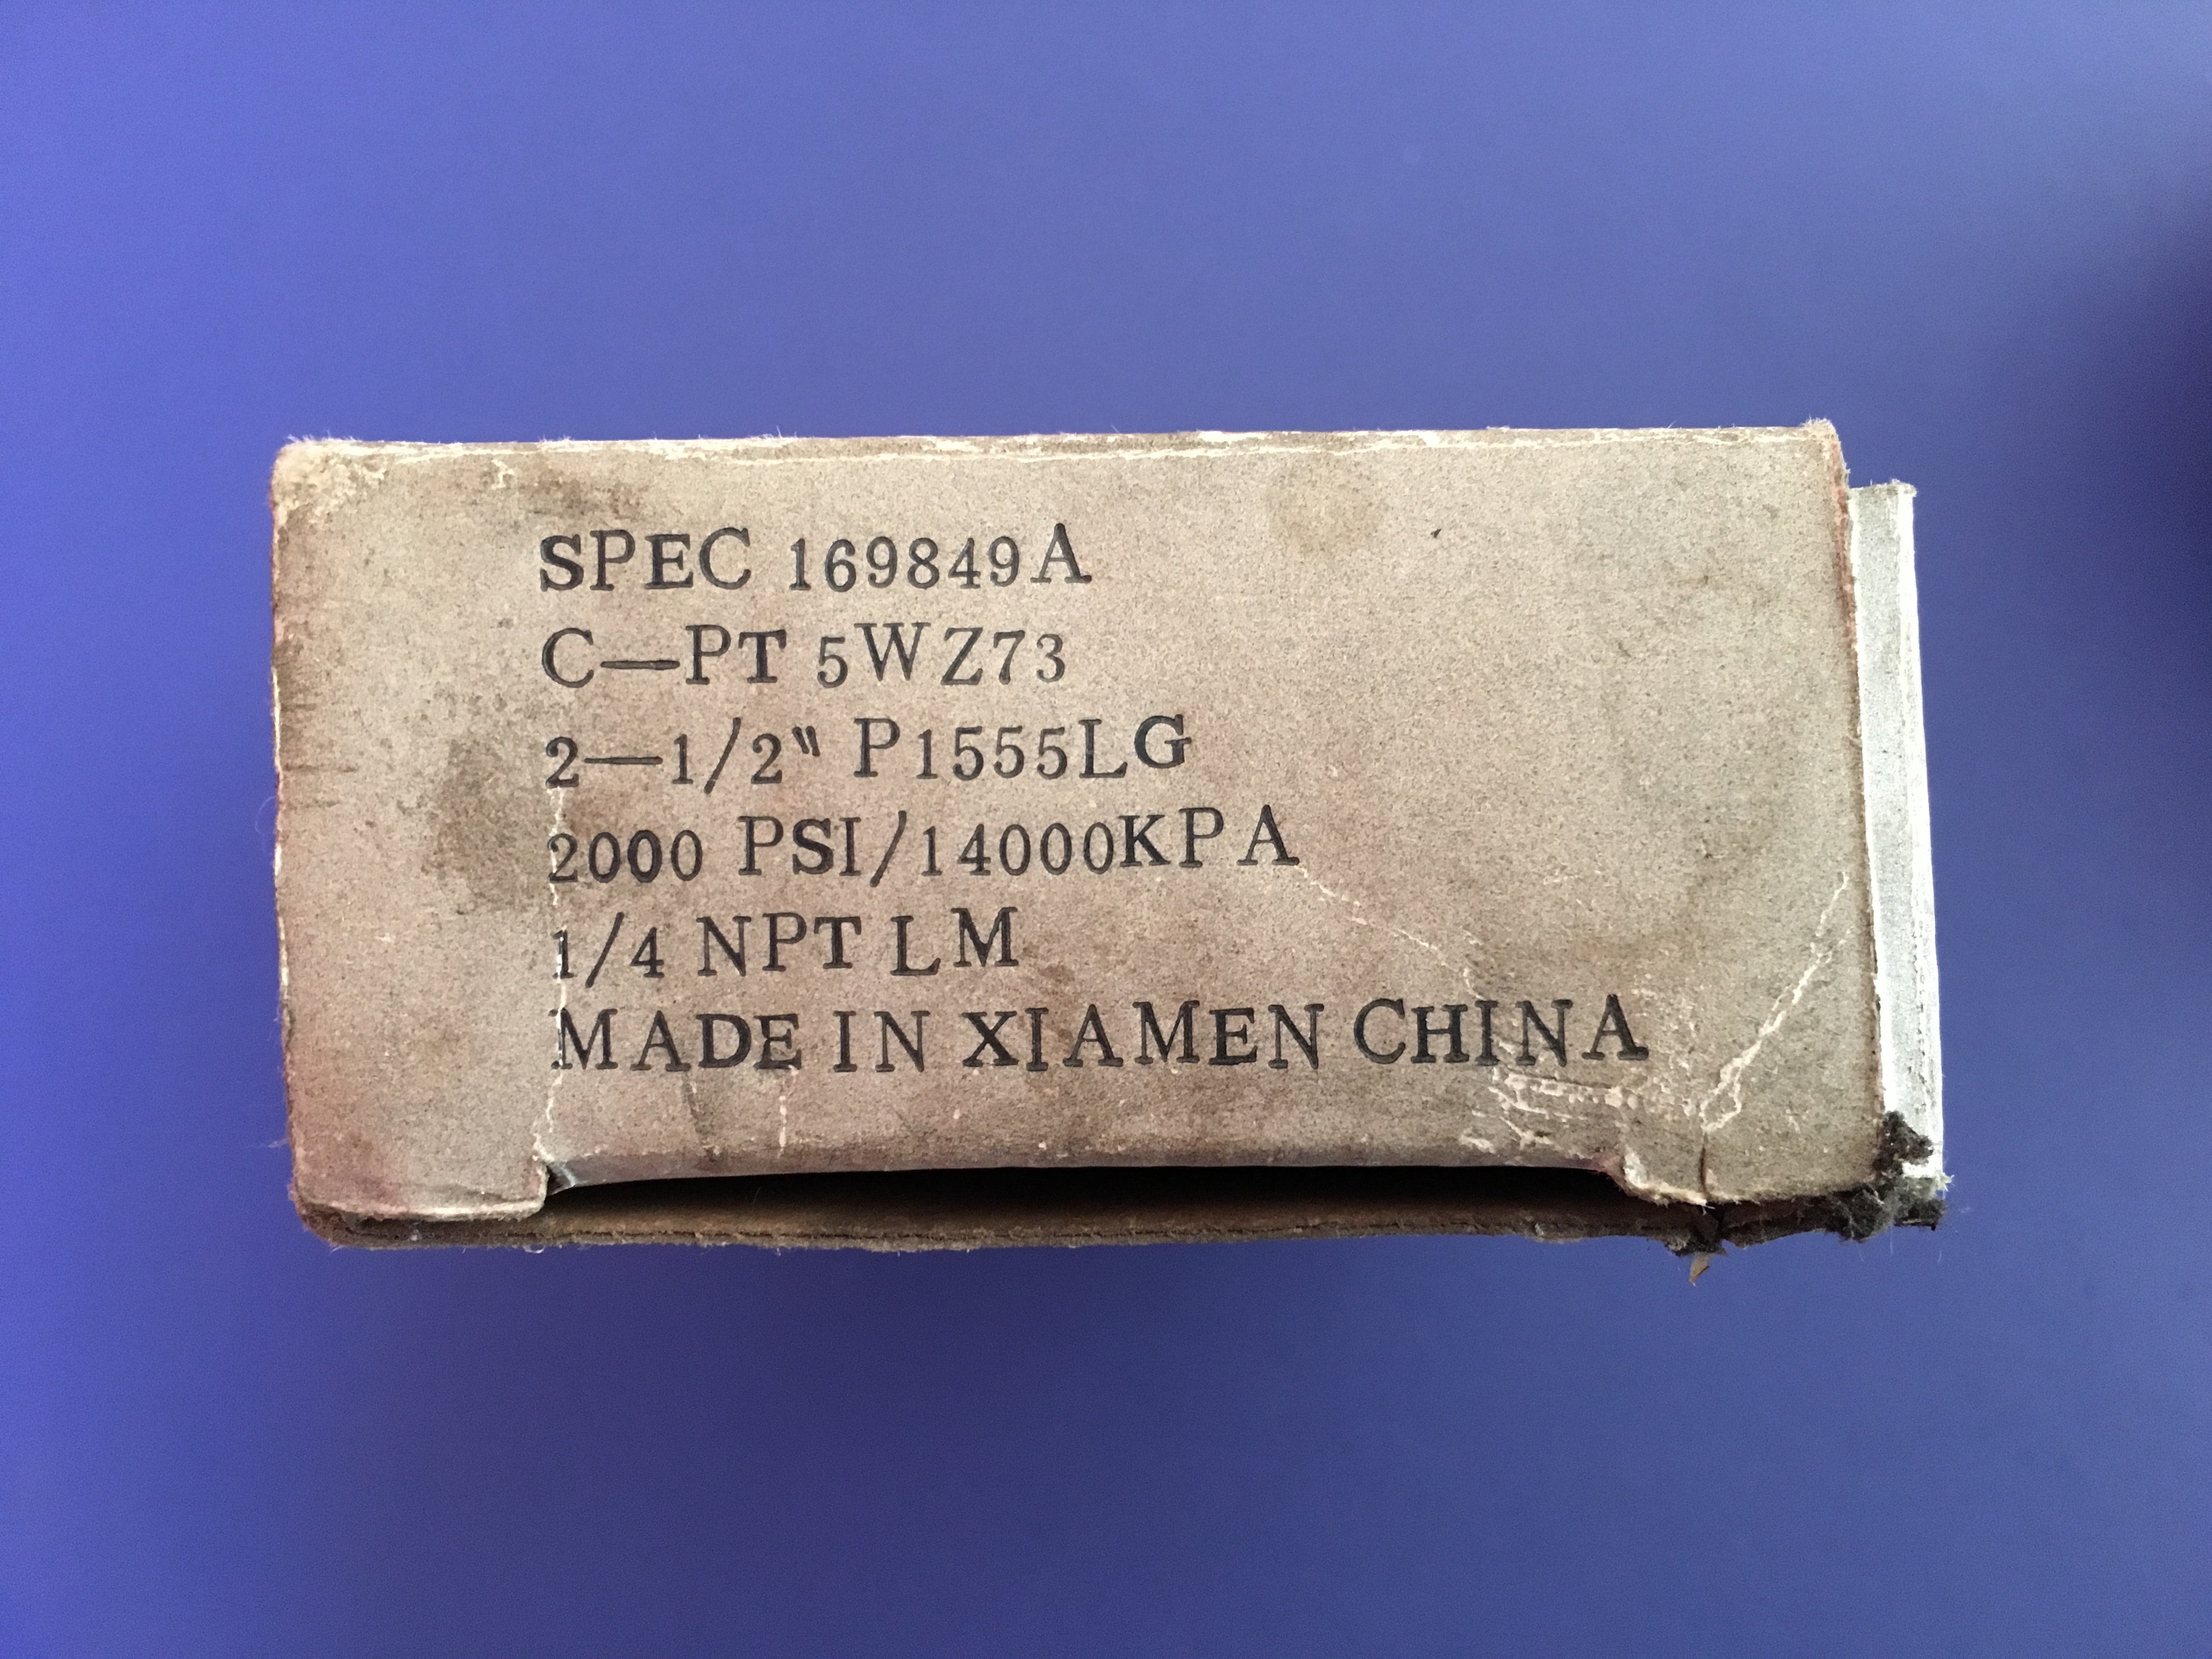 SPEC 169849A
C—PT 5WZ73
2—1/2" P1555LG
2000 PSI/14000KPA
1/4 NPT LM
MADE IN XIAMEN CHINA